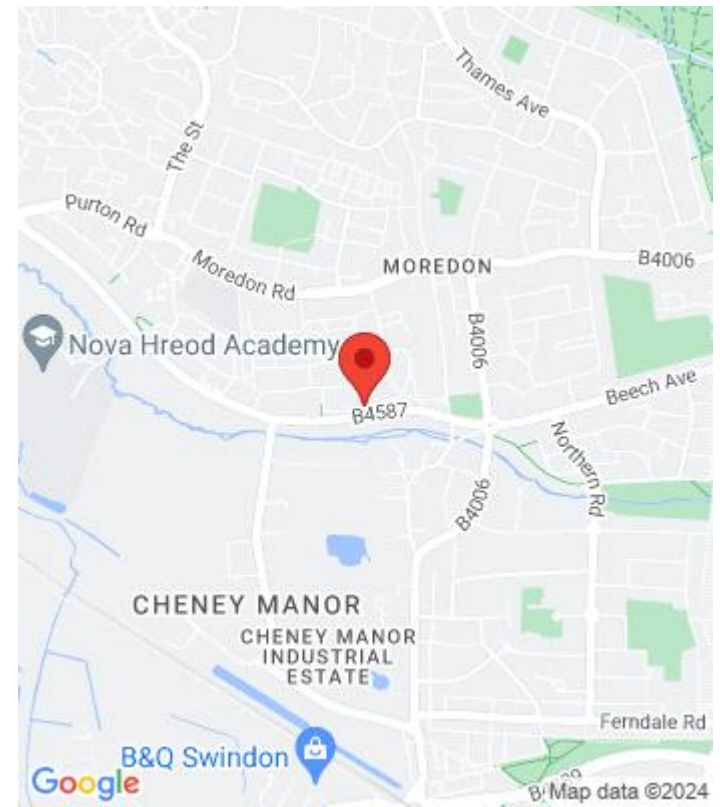 Thames Ave
The St
Purton Rd
Moredon Rd
MOREDON
B4006
B4006
Nova Hreod Academy
B4587
Beech Ave
Northern Rd
B4006
CHENEY MANOR
CHENEY MANOR
INDUSTRIAL
ESTATE
Ferndale Rd
B&Q Swindon
Google
Map data ©2024